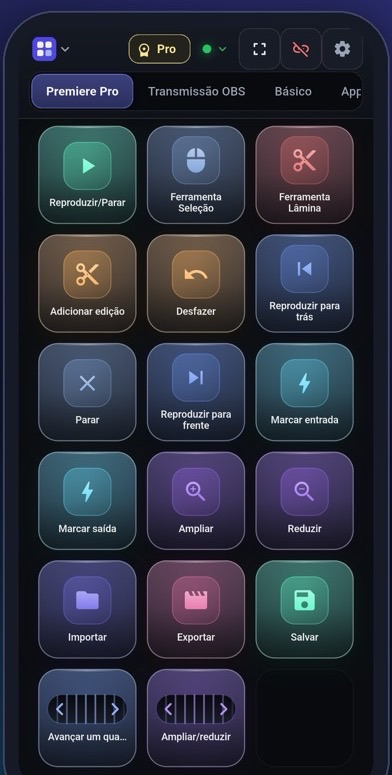 Pro
Premiere Pro
Transmissão OBS
Básico
App
Reproduzir/Parar
Ferramenta
Seleção
Ferramenta
Lâmina
Adicionar edição
Desfazer
Reproduzir para
trás
Parar
Reproduzir para
frente
Marcar entrada
Marcar saída
Ampliar
Reduzir
Importar
Exportar
Salvar
Avançar um qua...
Ampliar/reduzir